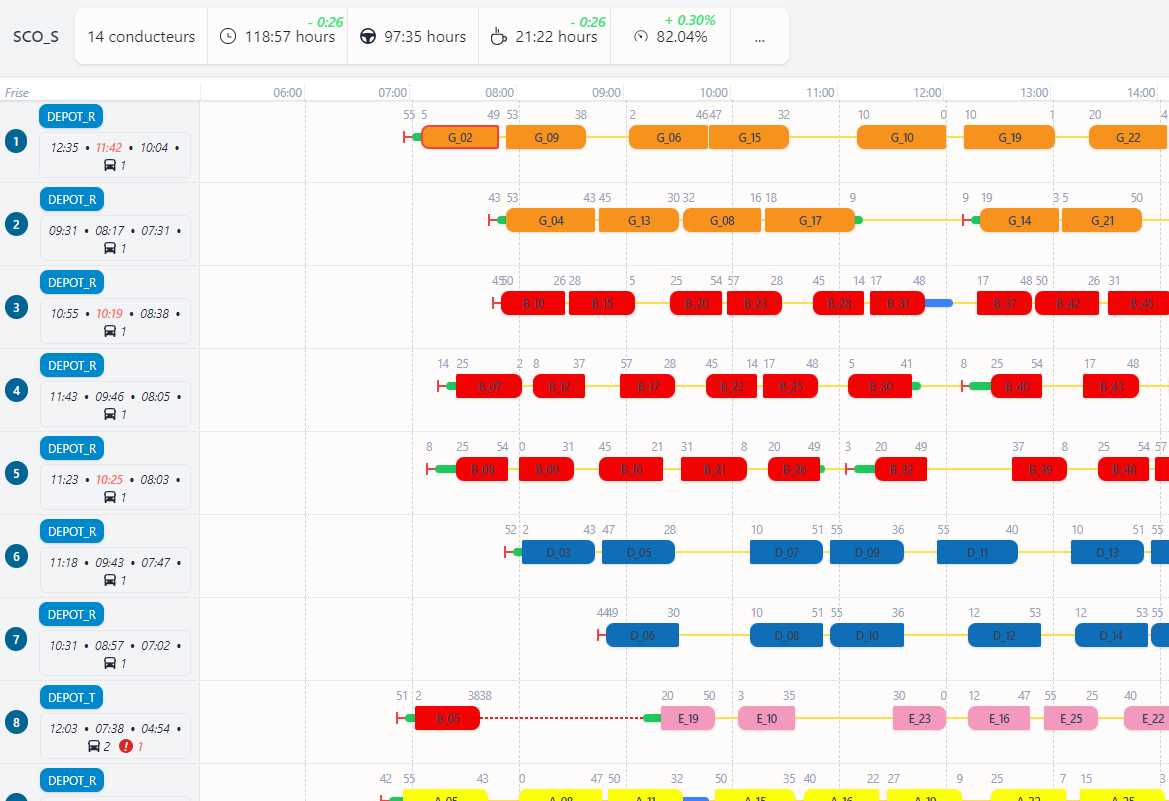 SCO_S
14 conducteurs
- 0:26
118:57 hours
97:35 hours
- 0:26
21:22 hours
+ 0.30%
82.04%
...
Frise 06:00 07:00 08:00 09:00 10:00 11:00 12:00 13:00 14:00
DEPOT_R
55 5 49 53 38 2 46 47 32 10 0 10 1 20 4
1
G_02 G_09 G_06 G_15 G_10 G_19 G_22
12:35 • 11:42 • 10:04 •
1
DEPOT_R
43 53 43 45 30 32 16 18 9 9 19 3 5 50
2
G_04 G_13 G_08 G_17 G_14 G_21
09:31 • 08:17 • 07:31 •
1
DEPOT_R
45 50 26 28 5 25 54 57 28 45 14 17 48 17 48 50 26 31
3
B_10 B_15 B_20 B_23 B_28 B_31 B_37 B_42 B_45
10:55 • 10:19 • 08:38 •
1
DEPOT_R
14 25 2 8 37 57 28 45 14 17 48 5 41 8 25 54 17 48
4
B_07 B_12 B_17 B_22 B_25 B_30 B_40 B_43
11:43 • 09:46 • 08:05 •
1
DEPOT_R
8 25 54 0 31 45 21 31 8 20 49 3 20 49 37 8 25 54 57
5
B_08 B_09 B_16 B_21 B_26 B_32 B_39 B_48
11:23 • 10:25 • 08:03 •
1
DEPOT_R
52 2 43 47 28 10 51 55 36 55 40 10 51 55
6
D_03 D_05 D_07 D_09 D_11 D_13
11:18 • 09:43 • 07:47 •
1
DEPOT_R
44 49 30 10 51 55 36 12 53 12 53 55
7
D_06 D_08 D_10 D_12 D_14
10:31 • 08:57 • 07:02 •
1
DEPOT_T
51 2 38 38 20 50 3 35 30 0 12 47 55 25 40
8
B_05 E_19 E_10 E_23 E_16 E_25 E_22
12:03 • 07:38 • 04:54 •
2 ! 1
DEPOT_R
42 55 43 0 47 50 32 50 35 40 22 27 9 25 7 15 3
A_05 A_08 A_11 A_15 A_16 A_19